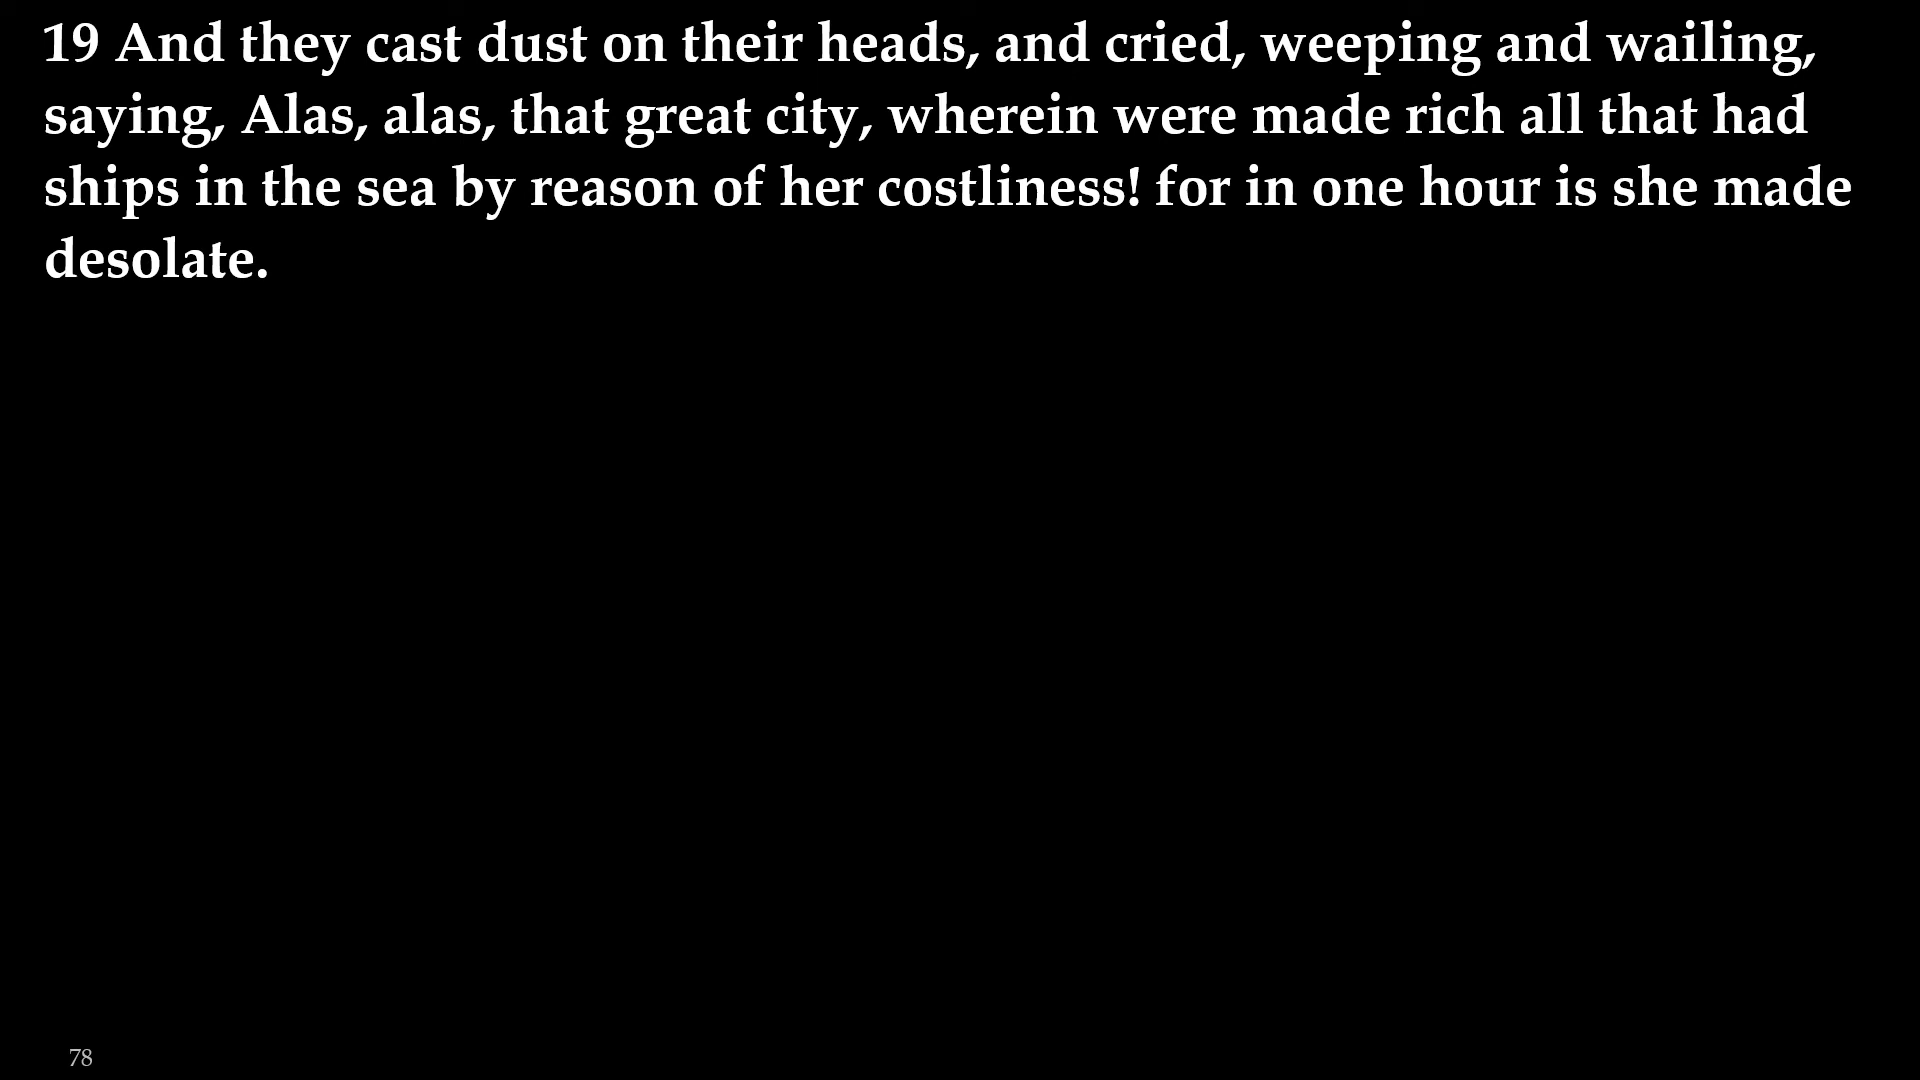 19 And they cast dust on their heads, and cried, weeping and wailing,
saying, Alas, alas, that great city, wherein were made rich all that had
ships in the sea by reason of her costliness! for in one hour is she made
desolate.
78